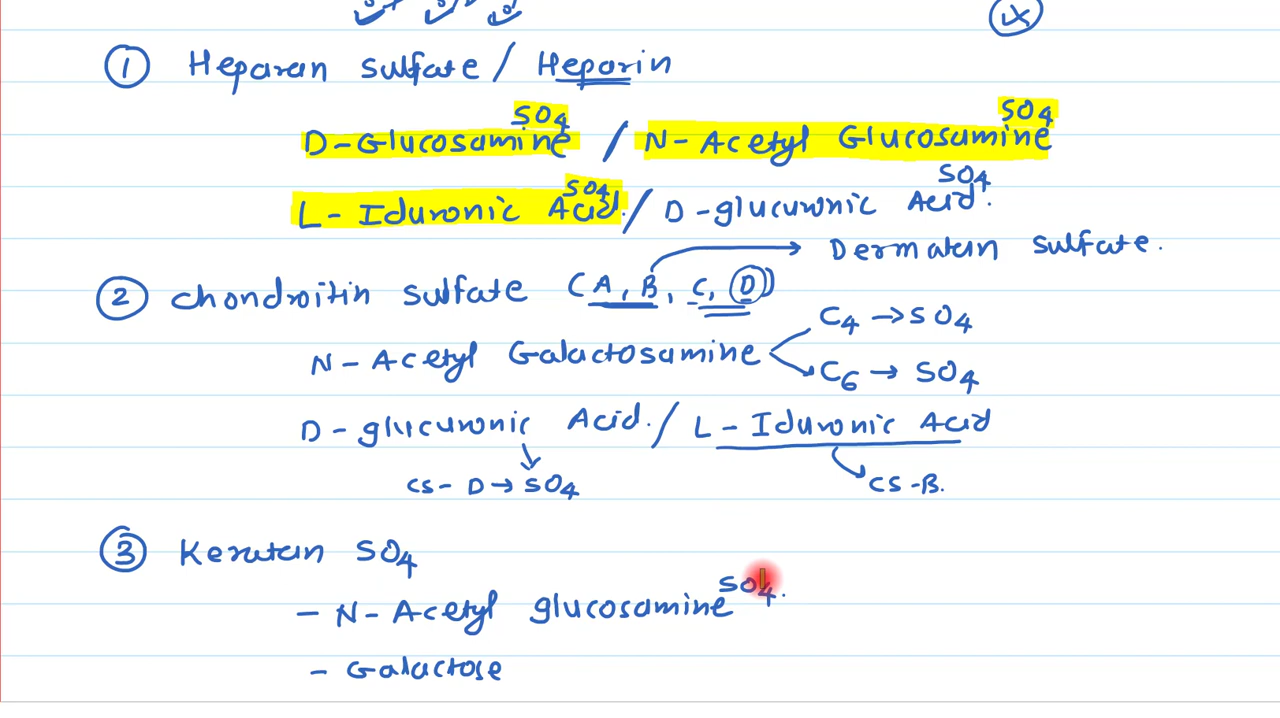 ① Heparan sulfate / Heparin
SO4 SO4
D-Glucosamine / N-Acetyl Glucosamine
SO4 SO4
L-Iduronic Acid. / D-glucuronic Acid.
Dermatan sulfate.
② Chondroitin sulfate (A, B, C, D)
C4 → SO4
N-Acetyl Galactosamine
C6 → SO4
D-glucuronic Acid. / L-Iduronic Acid
CS-D → SO4 CS-B.
③ Keratan SO4
SO4.
- N-Acetyl glucosamine
- Galactose